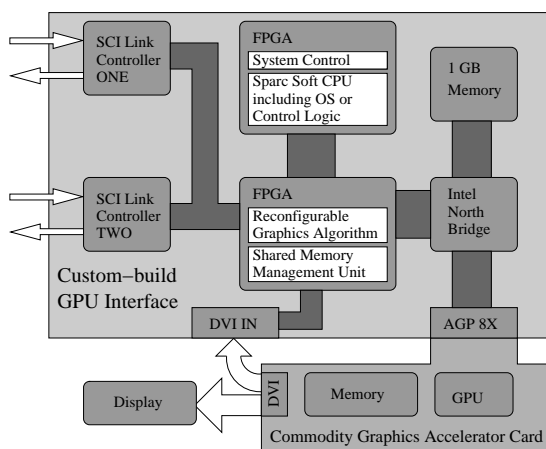 SCI Link
Controller
ONE
FPGA
System Control
Sparc Soft CPU
including OS or
Control Logic
1 GB
Memory
SCI Link
Controller
TWO
FPGA
Reconfigurable
Graphics Algorithm
Shared Memory
Management Unit
Intel
North
Bridge
Custom−build
GPU Interface
DVI IN
AGP 8X
Display
DVI
Memory
GPU
Commodity Graphics Accelerator Card